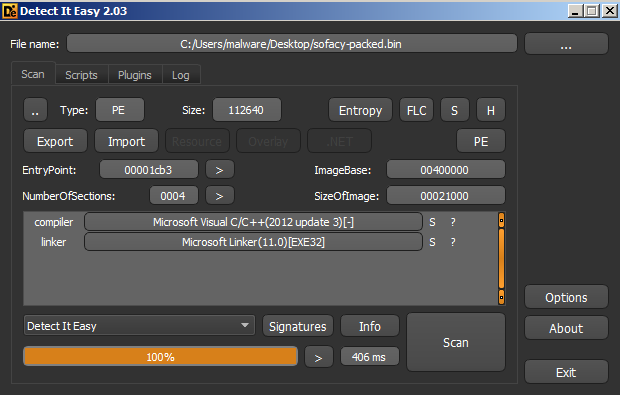 Detect It Easy 2.03
File name: C:/Users/malware/Desktop/sofacy-packed.bin ...
Scan Scripts Plugins Log
.. Type: PE Size: 112640 Entropy FLC S H
Export Import Resource Overlay .NET PE
EntryPoint: 00001cb3 > ImageBase: 00400000
NumberOfSections: 0004 > SizeOfImage: 00021000
compiler Microsoft Visual C/C++(2012 update 3)[-] S ?
linker Microsoft Linker(11.0)[EXE32] S ?
Options
Detect It Easy Signatures Info Scan About
100% > 406 ms
Exit